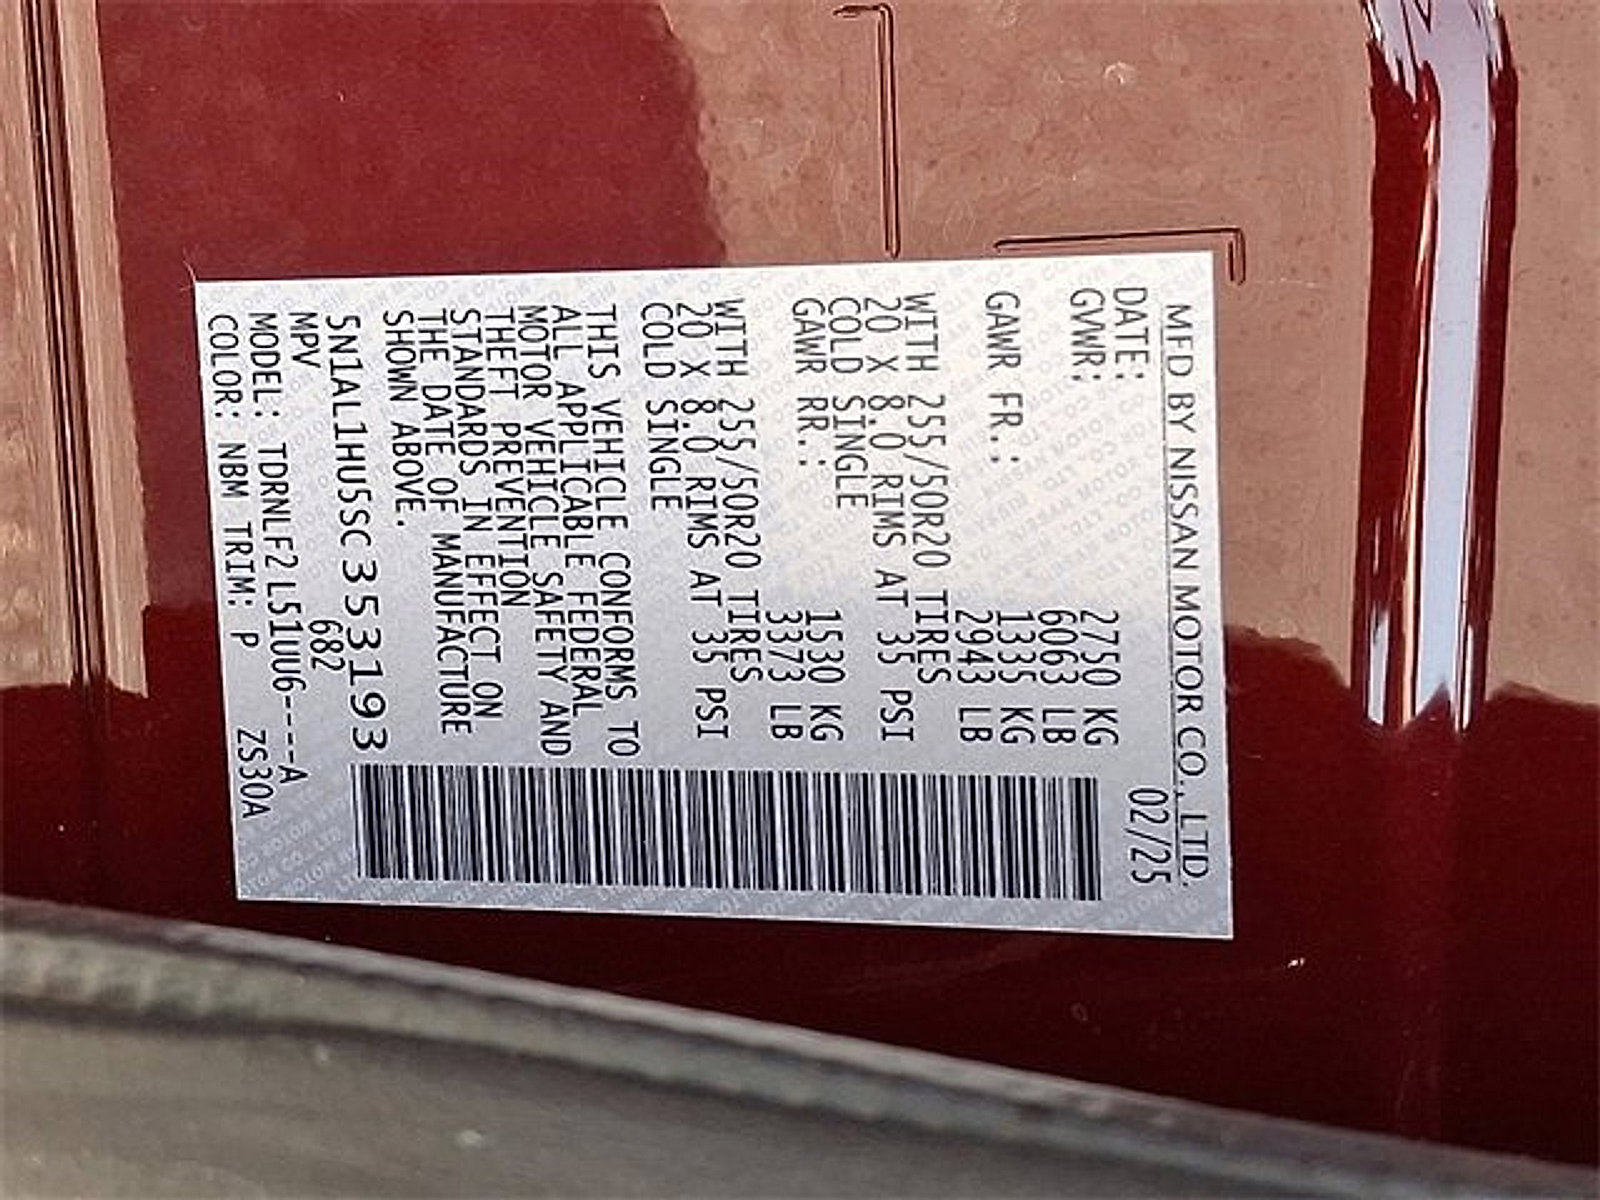 MFD BY NISSAN MOTOR CO., LTD.
DATE: 02/25
GVWR: 2750 KG
6063 LB
GAWR FR.: 1335 KG
2943 LB
WITH 255/50R20 TIRES
20 X 8.0 RIMS AT 35 PSI
COLD SINGLE
GAWR RR.: 1530 KG
3373 LB
WITH 255/50R20 TIRES
20 X 8.0 RIMS AT 35 PSI
COLD SINGLE
THIS VEHICLE CONFORMS TO
ALL APPLICABLE FEDERAL
MOTOR VEHICLE SAFETY AND
THEFT PREVENTION
STANDARDS IN EFFECT ON
THE DATE OF MANUFACTURE
SHOWN ABOVE.
5N1AL1HU5SC353193
MPV 682
MODEL: TDRNLF2 L51UU6----A
COLOR: NBM TRIM: P ZS30A